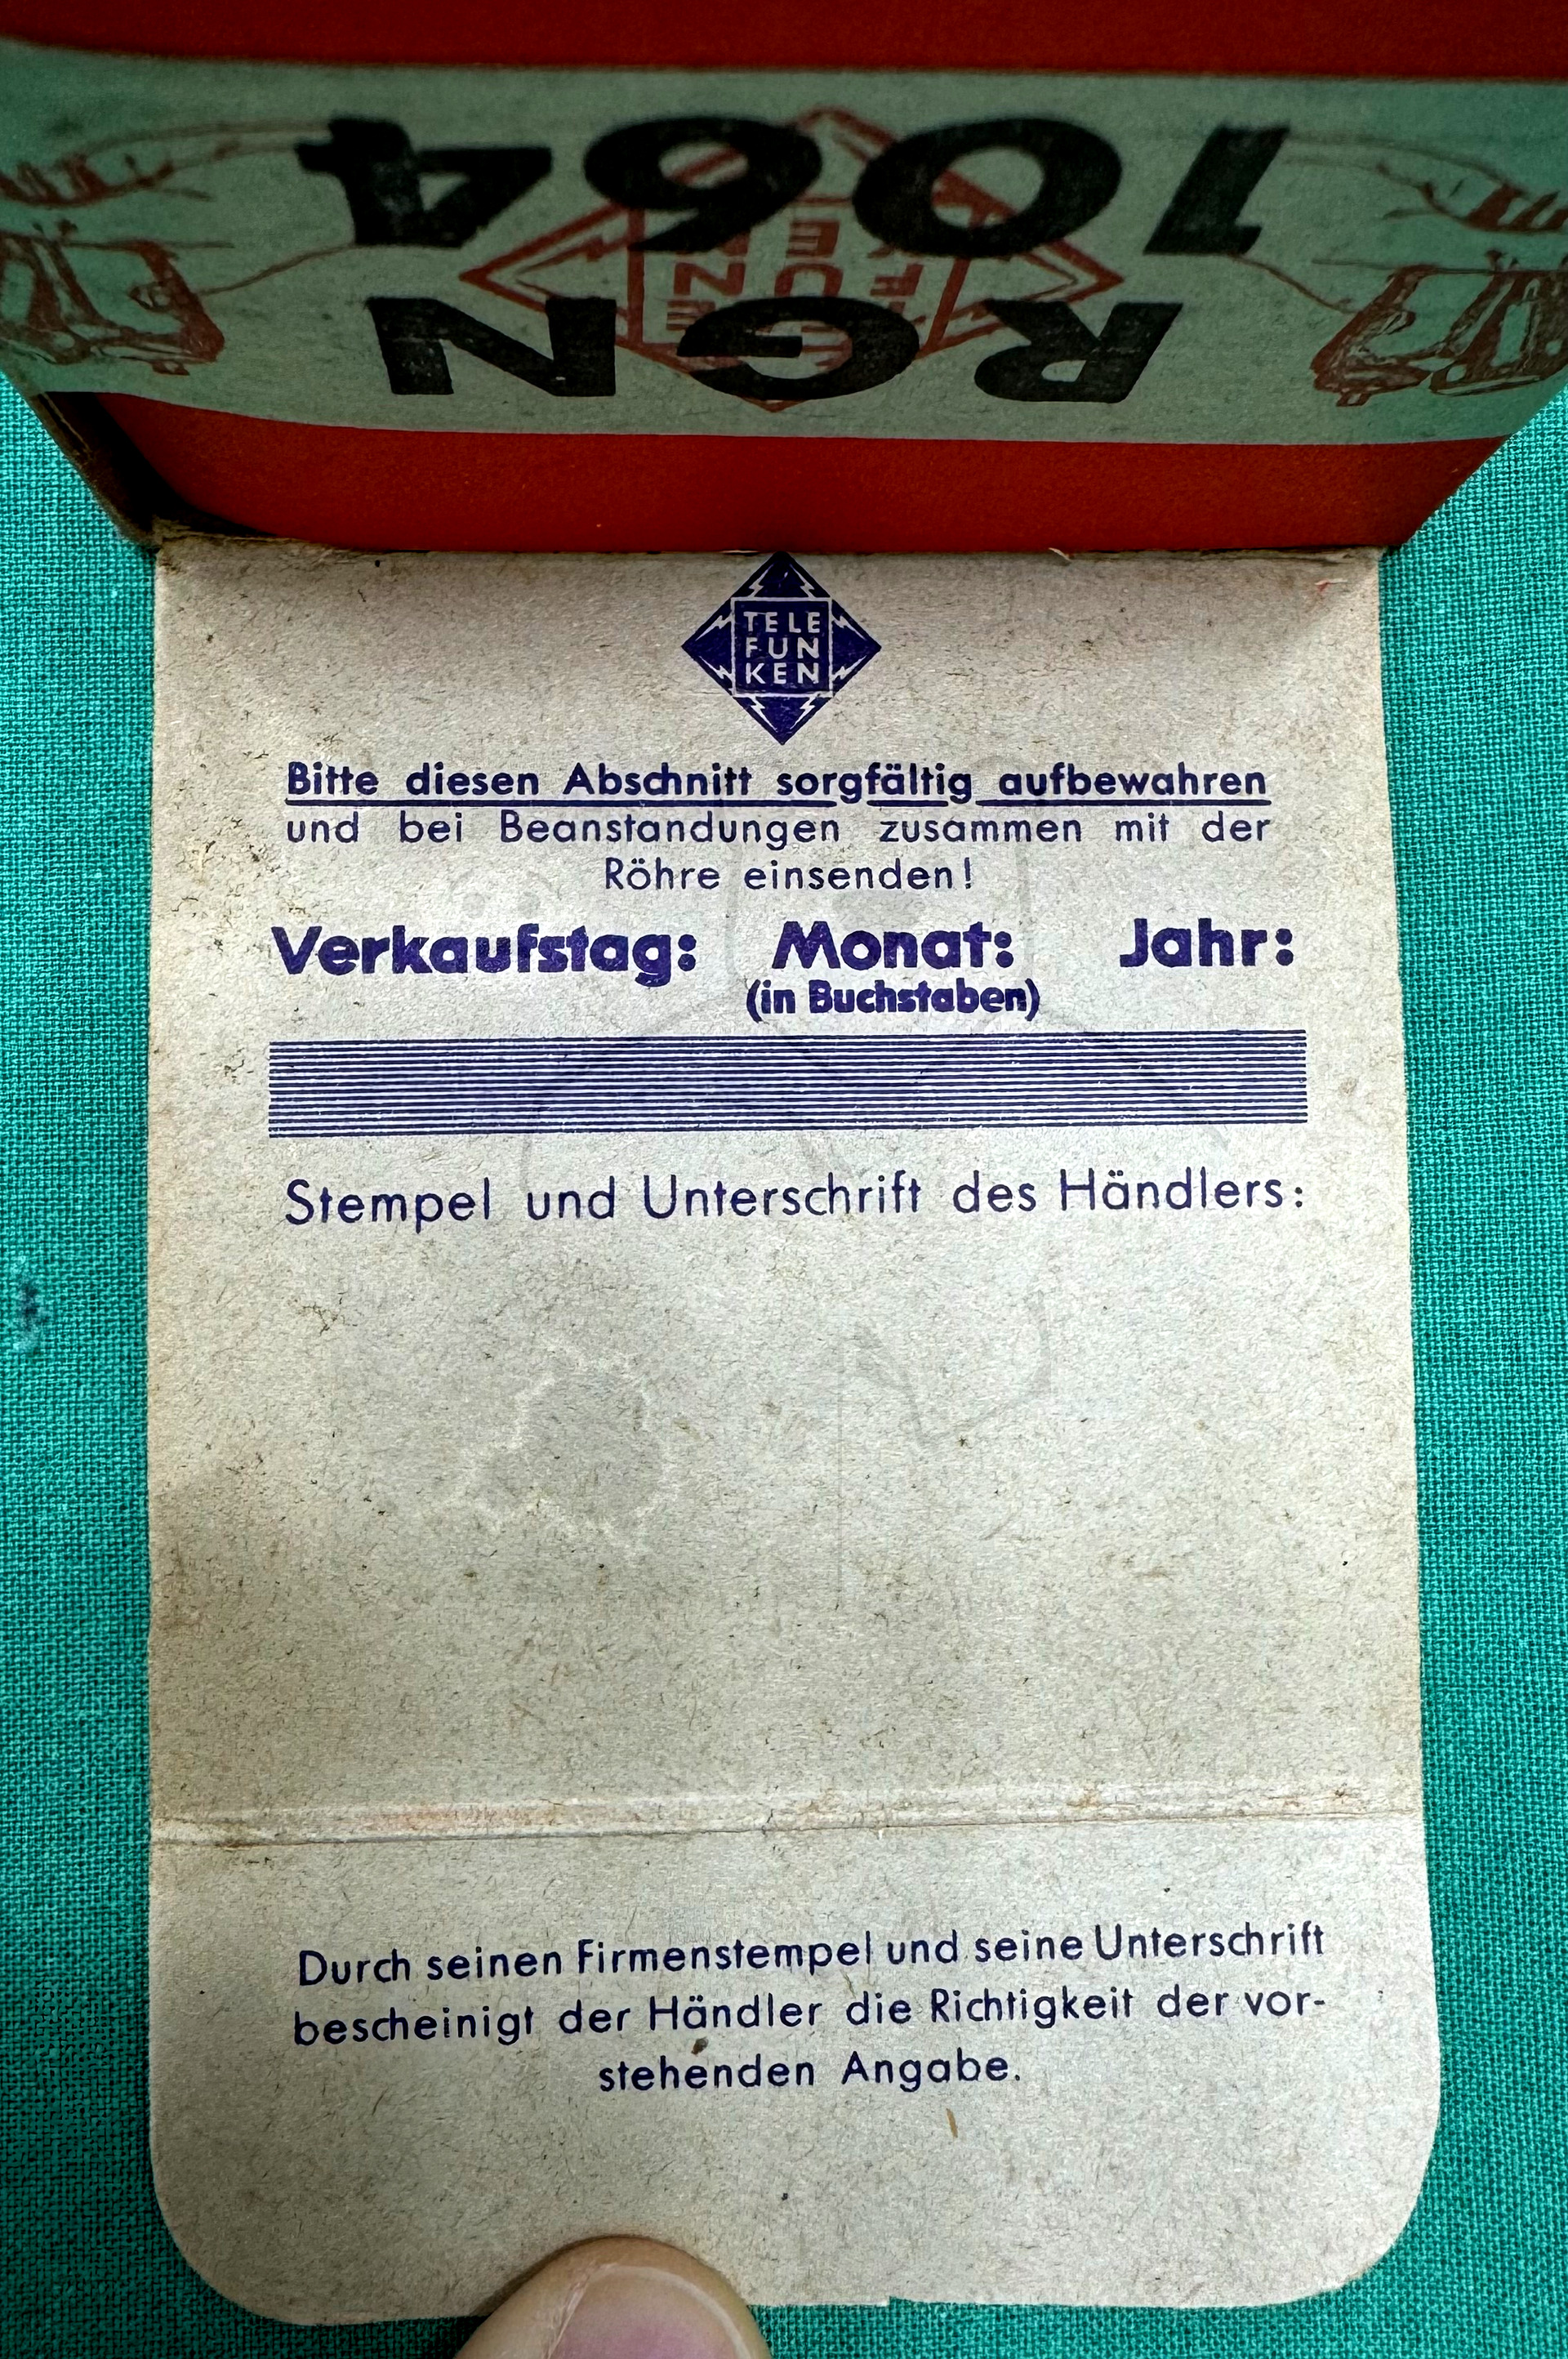 RGN
1064
TELE
FUN
KEN
TELE
FUN
KEN
Bitte diesen Abschnitt sorgfältig aufbewahren
und bei Beanstandungen zusammen mit der
Röhre einsenden!
Verkaufstag: Monat: Jahr:
(in Buchstaben)
Stempel und Unterschrift des Händlers:
Durch seinen Firmenstempel und seine Unterschrift
bescheinigt der Händler die Richtigkeit der vor-
stehenden Angabe.